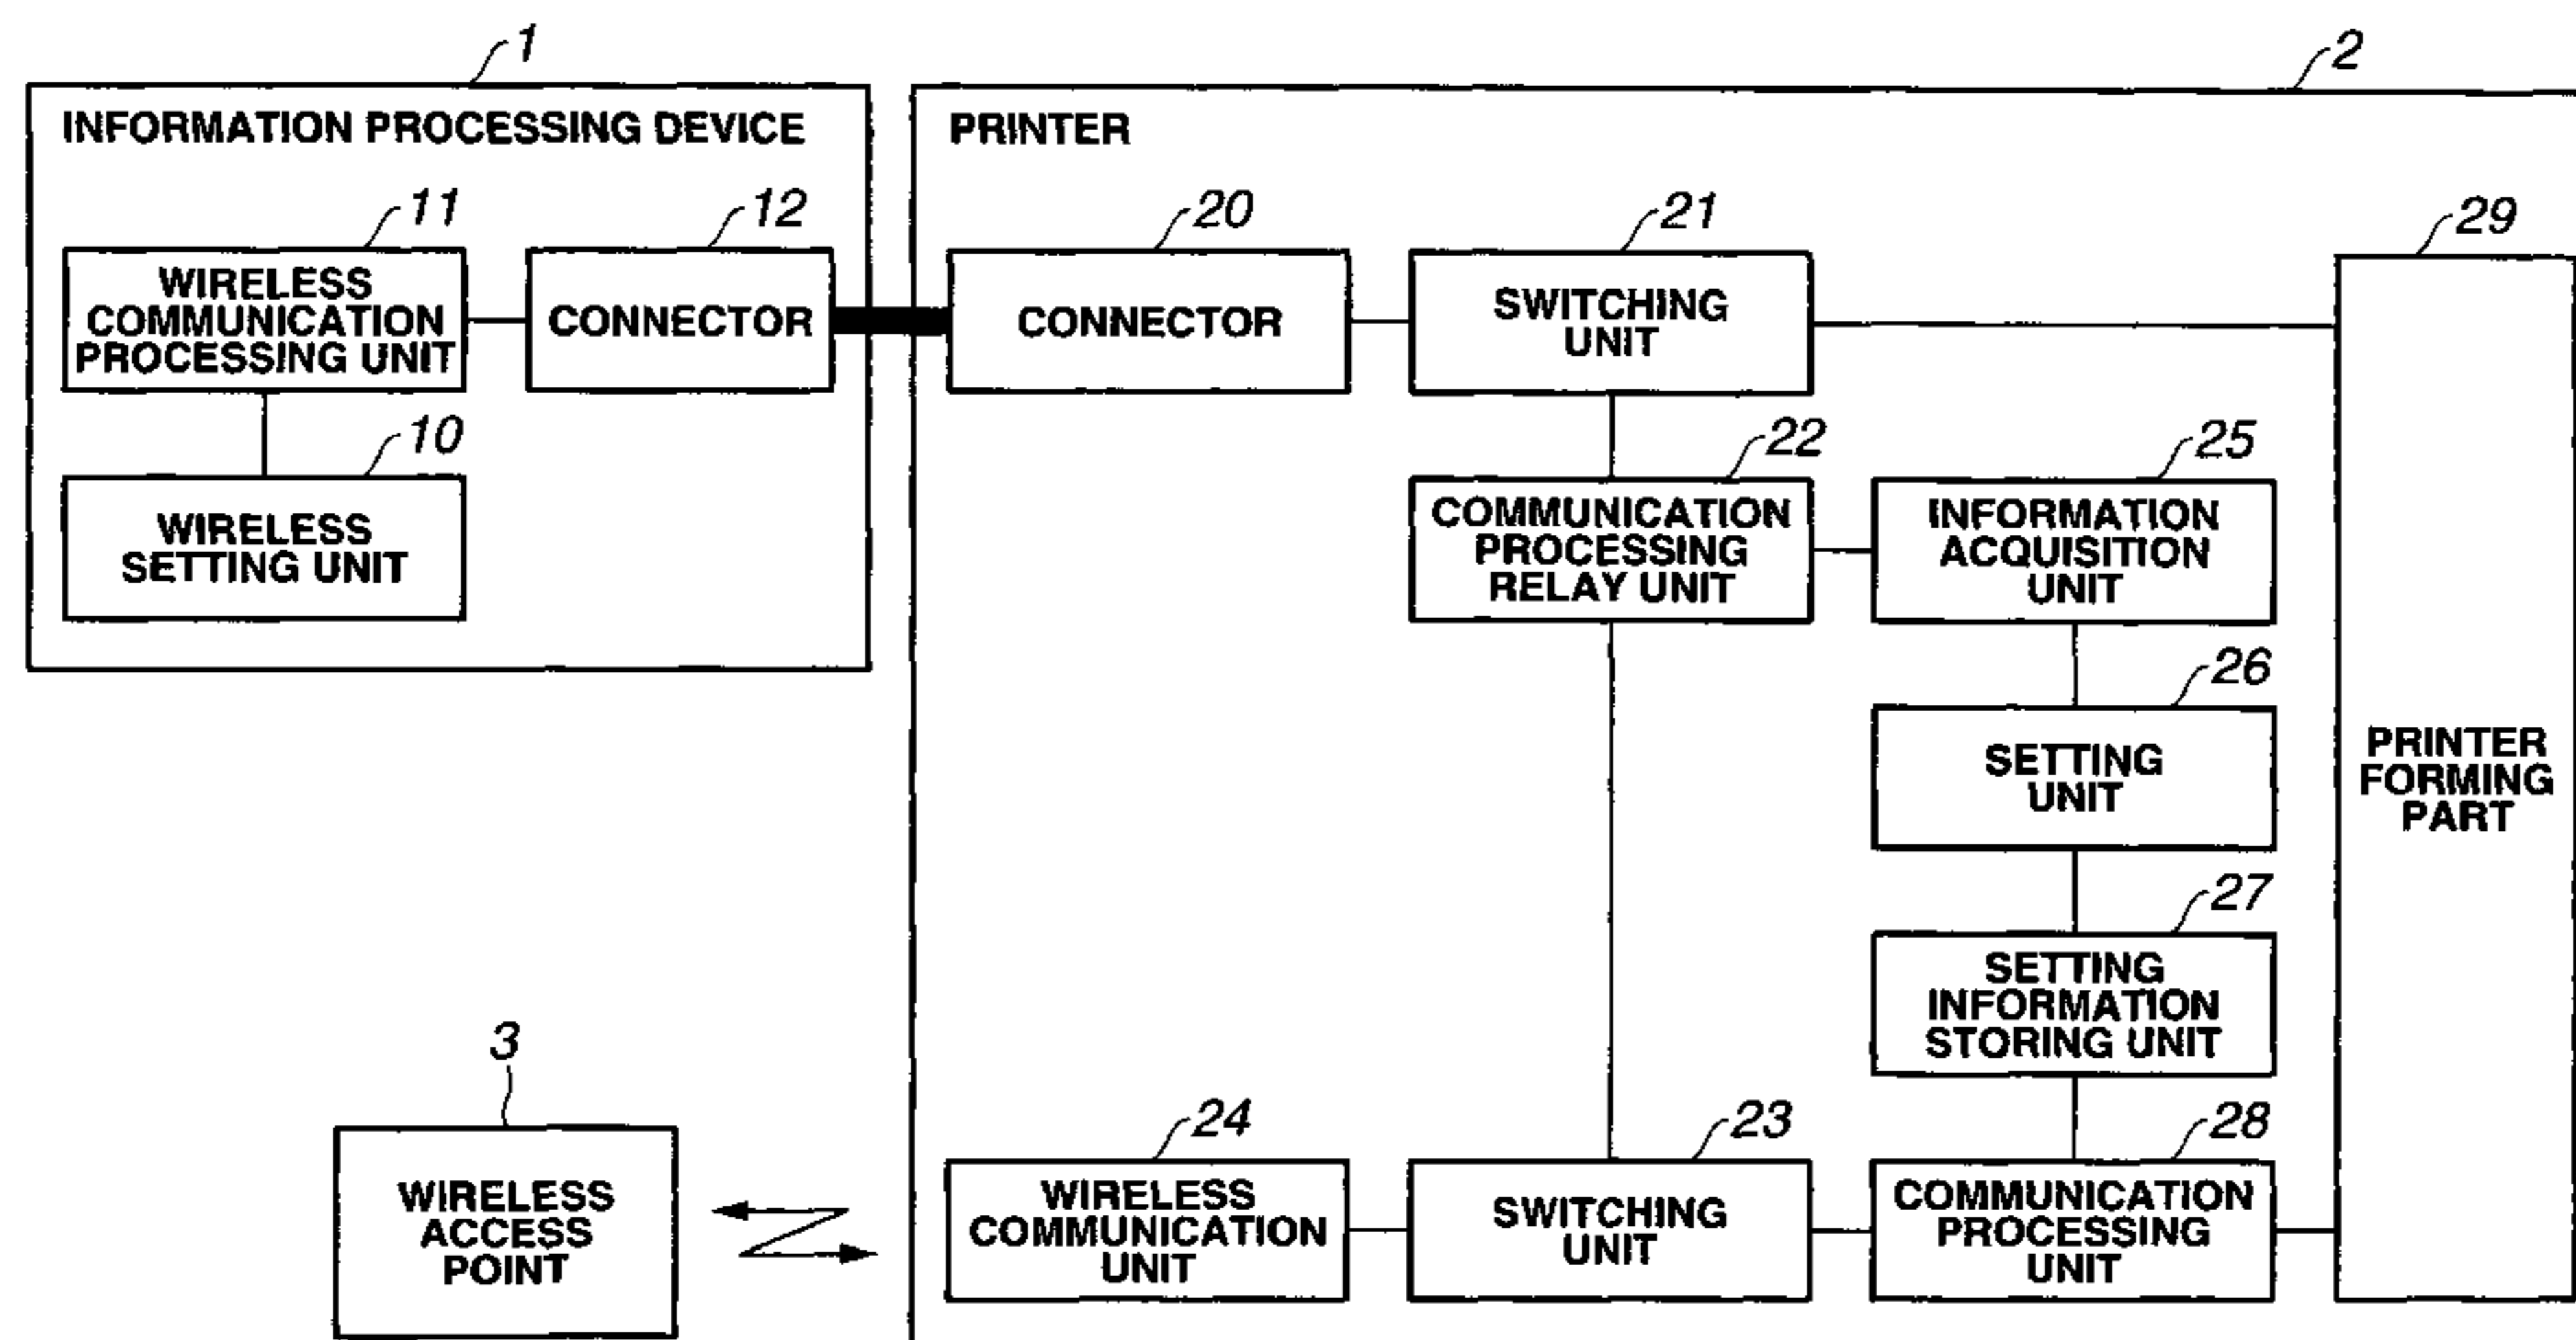 1
2
INFORMATION PROCESSING DEVICE
PRINTER
11
12
20
21
29
WIRELESS
COMMUNICATION
PROCESSING UNIT
CONNECTOR
CONNECTOR
SWITCHING
UNIT
10
22
25
WIRELESS
SETTING UNIT
COMMUNICATION
PROCESSING
RELAY UNIT
INFORMATION
ACQUISITION
UNIT
26
SETTING
UNIT
PRINTER
FORMING
PART
27
SETTING
INFORMATION
STORING UNIT
3
24
23
28
WIRELESS
ACCESS
POINT
WIRELESS
COMMUNICATION
UNIT
SWITCHING
UNIT
COMMUNICATION
PROCESSING
UNIT